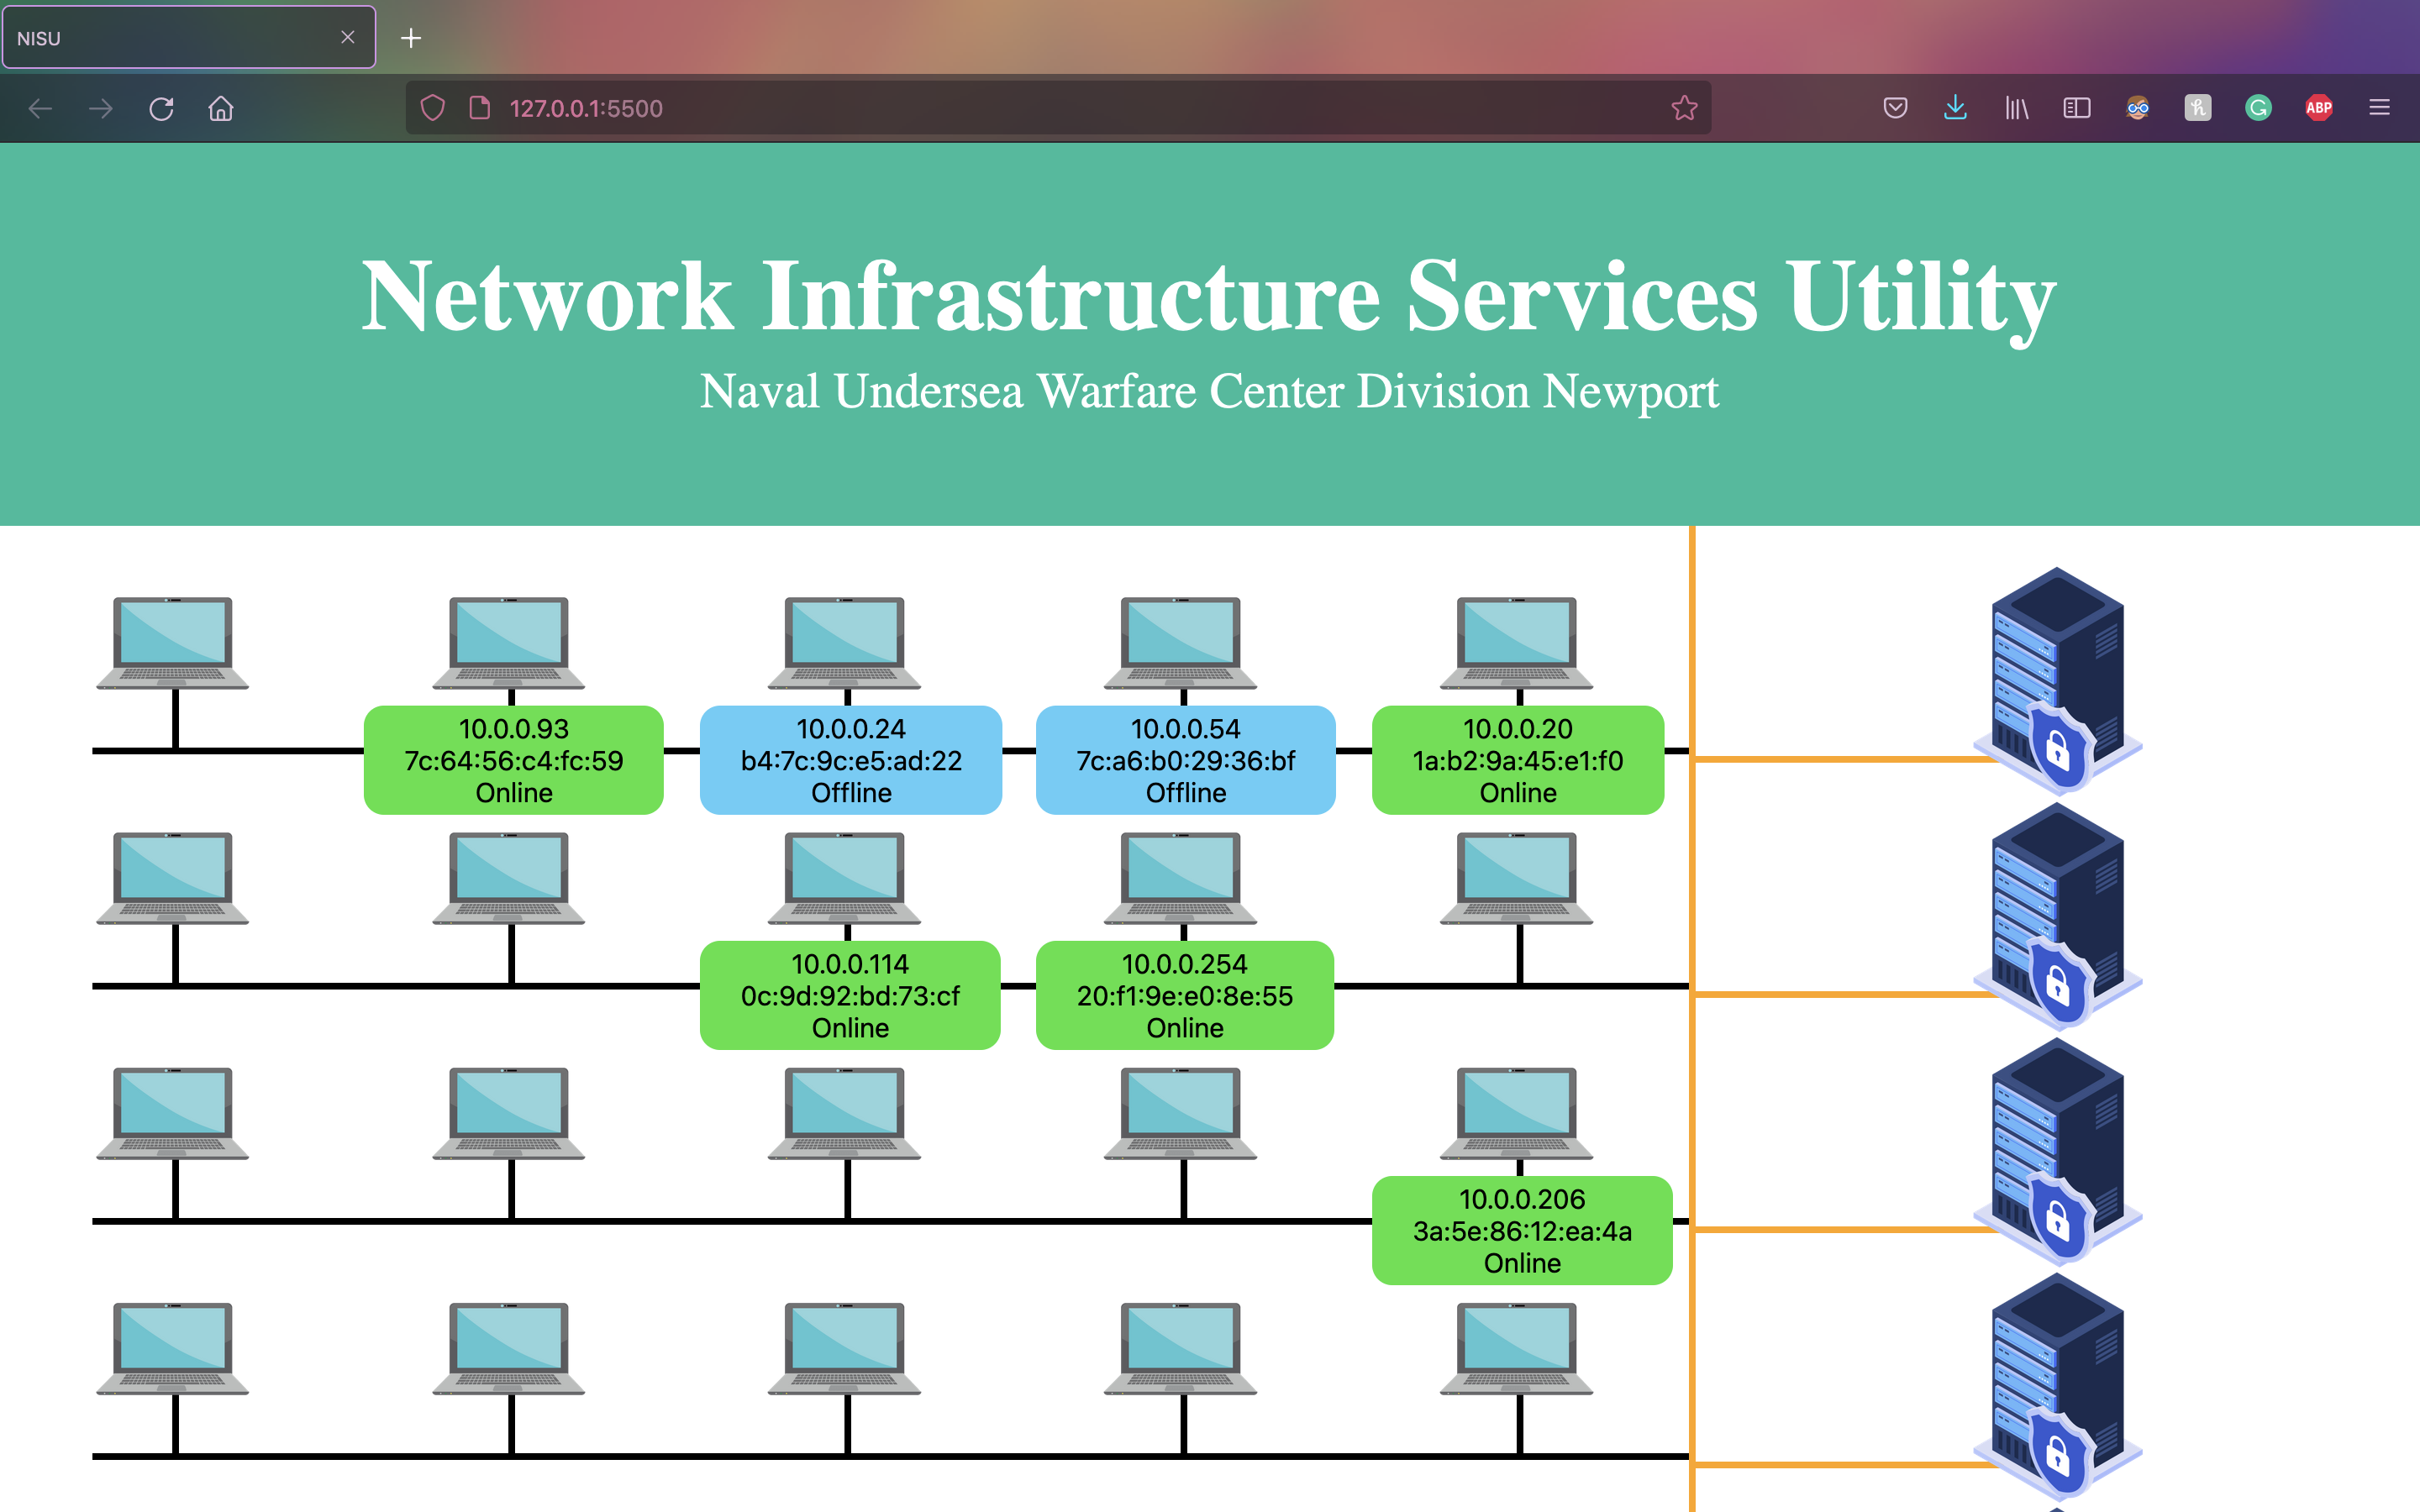 NISU
127.0.0.1:5500
ABP
Network Infrastructure Services Utility
Naval Undersea Warfare Center Division Newport
10.0.0.93
7c:64:56:c4:fc:59
Online
10.0.0.24
b4:7c:9c:e5:ad:22
Offline
10.0.0.54
7c:a6:b0:29:36:bf
Offline
10.0.0.20
1a:b2:9a:45:e1:f0
Online
10.0.0.114
0c:9d:92:bd:73:cf
Online
10.0.0.254
20:f1:9e:e0:8e:55
Online
10.0.0.206
3a:5e:86:12:ea:4a
Online